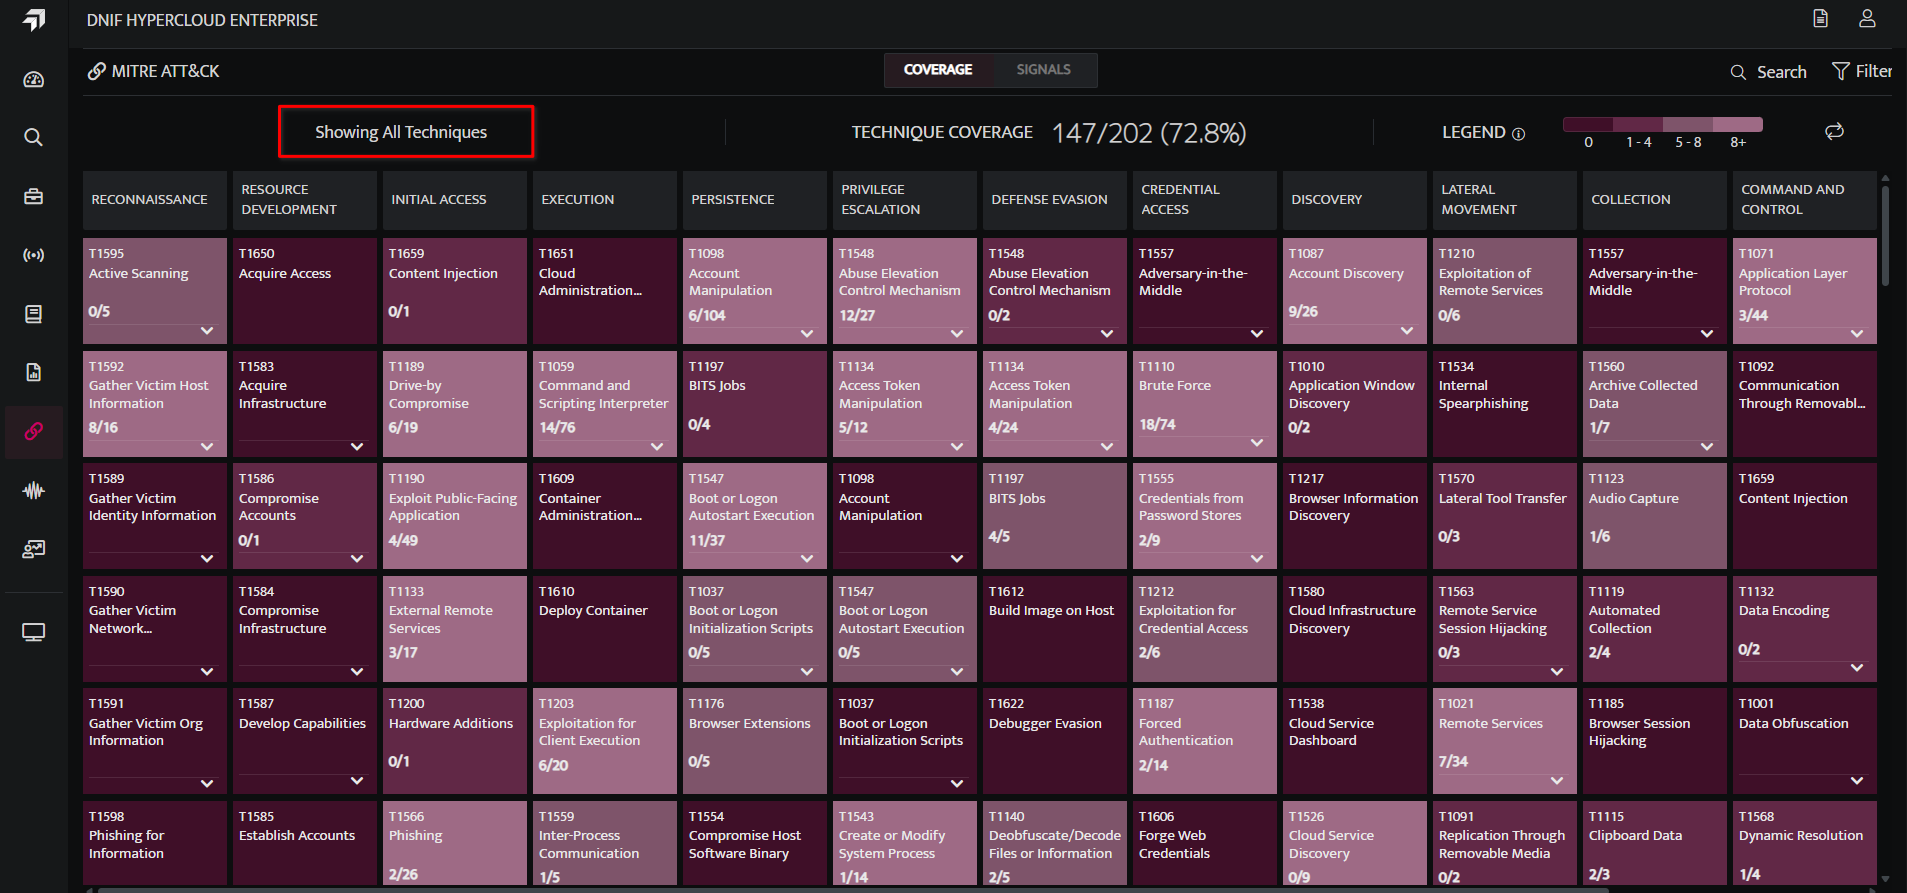 DNIF HYPERCLOUD ENTERPRISE
MITRE ATT&CK
COVERAGE
SIGNALS
Search
Filter
Showing All Techniques
TECHNIQUE COVERAGE 147/202 (72.8%)
LEGEND
0
1 - 4
5 - 8
8+
RECONNAISSANCE
RESOURCE
DEVELOPMENT
INITIAL ACCESS
EXECUTION
PERSISTENCE
PRIVILEGE
ESCALATION
DEFENSE EVASION
CREDENTIAL
ACCESS
DISCOVERY
LATERAL
MOVEMENT
COLLECTION
COMMAND AND
CONTROL
T1595
Active Scanning
0/5
T1650
Acquire Access
T1659
Content Injection
0/1
T1651
Cloud
Administration...
T1098
Account
Manipulation
6/104
T1548
Abuse Elevation
Control Mechanism
12/27
T1548
Abuse Elevation
Control Mechanism
0/2
T1557
Adversary-in-the-
Middle
T1087
Account Discovery
9/26
T1210
Exploitation of
Remote Services
0/6
T1557
Adversary-in-the-
Middle
T1071
Application Layer
Protocol
3/44
T1592
Gather Victim Host
Information
8/16
T1583
Acquire
Infrastructure
T1189
Drive-by
Compromise
6/19
T1059
Command and
Scripting Interpreter
14/76
T1197
BITS Jobs
0/4
T1134
Access Token
Manipulation
5/12
T1134
Access Token
Manipulation
4/24
T1110
Brute Force
18/74
T1010
Application Window
Discovery
0/2
T1534
Internal
Spearphishing
T1560
Archive Collected
Data
1/7
T1092
Communication
Through Removabl...
T1589
Gather Victim
Identity Information
T1586
Compromise
Accounts
0/1
T1190
Exploit Public-Facing
Application
4/49
T1609
Container
Administration...
T1547
Boot or Logon
Autostart Execution
11/37
T1098
Account
Manipulation
T1197
BITS Jobs
4/5
T1555
Credentials from
Password Stores
2/9
T1217
Browser Information
Discovery
T1570
Lateral Tool Transfer
0/3
T1123
Audio Capture
1/6
T1659
Content Injection
T1590
Gather Victim
Network...
T1584
Compromise
Infrastructure
T1133
External Remote
Services
3/17
T1610
Deploy Container
T1037
Boot or Logon
Initialization Scripts
0/5
T1547
Boot or Logon
Autostart Execution
0/5
T1612
Build Image on Host
T1212
Exploitation for
Credential Access
2/6
T1580
Cloud Infrastructure
Discovery
T1563
Remote Service
Session Hijacking
0/3
T1119
Automated
Collection
2/4
T1132
Data Encoding
0/2
T1591
Gather Victim Org
Information
T1587
Develop Capabilities
T1200
Hardware Additions
0/1
T1203
Exploitation for
Client Execution
6/20
T1176
Browser Extensions
0/5
T1037
Boot or Logon
Initialization Scripts
T1622
Debugger Evasion
T1187
Forced
Authentication
2/14
T1538
Cloud Service
Dashboard
T1021
Remote Services
7/34
T1185
Browser Session
Hijacking
T1001
Data Obfuscation
T1598
Phishing for
Information
T1585
Establish Accounts
T1566
Phishing
2/26
T1559
Inter-Process
Communication
1/5
T1554
Compromise Host
Software Binary
T1543
Create or Modify
System Process
1/14
T1140
Deobfuscate/Decode
Files or Information
2/5
T1606
Forge Web
Credentials
T1526
Cloud Service
Discovery
0/9
T1091
Replication Through
Removable Media
0/2
T1115
Clipboard Data
2/3
T1568
Dynamic Resolution
1/4